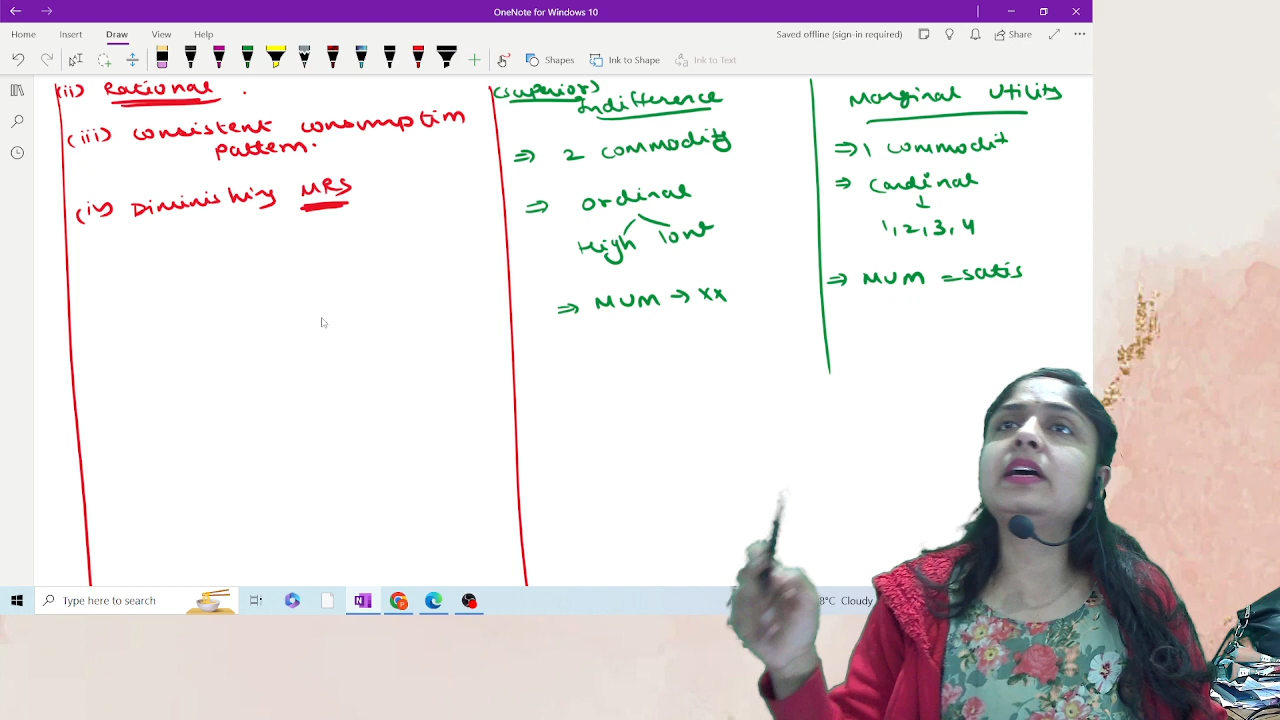 OneNote for Windows 10
Home Insert Draw View Help
Saved offline (sign-in required) Share
Shapes Ink to Shape Ink to Text
(ii) Rational .
(iii) consistent consumption
pattern.
(iv) Diminishing MRS
(superior)
Indifference
⇒ 2 commodity
⇒ ordinal
High low
⇒ MUM → xx
Marginal Utility
⇒ 1 commodit
⇒ Cardinal
↓
1, 2, 3, 4
⇒ MUM = satis
Type here to search
8°C Cloudy